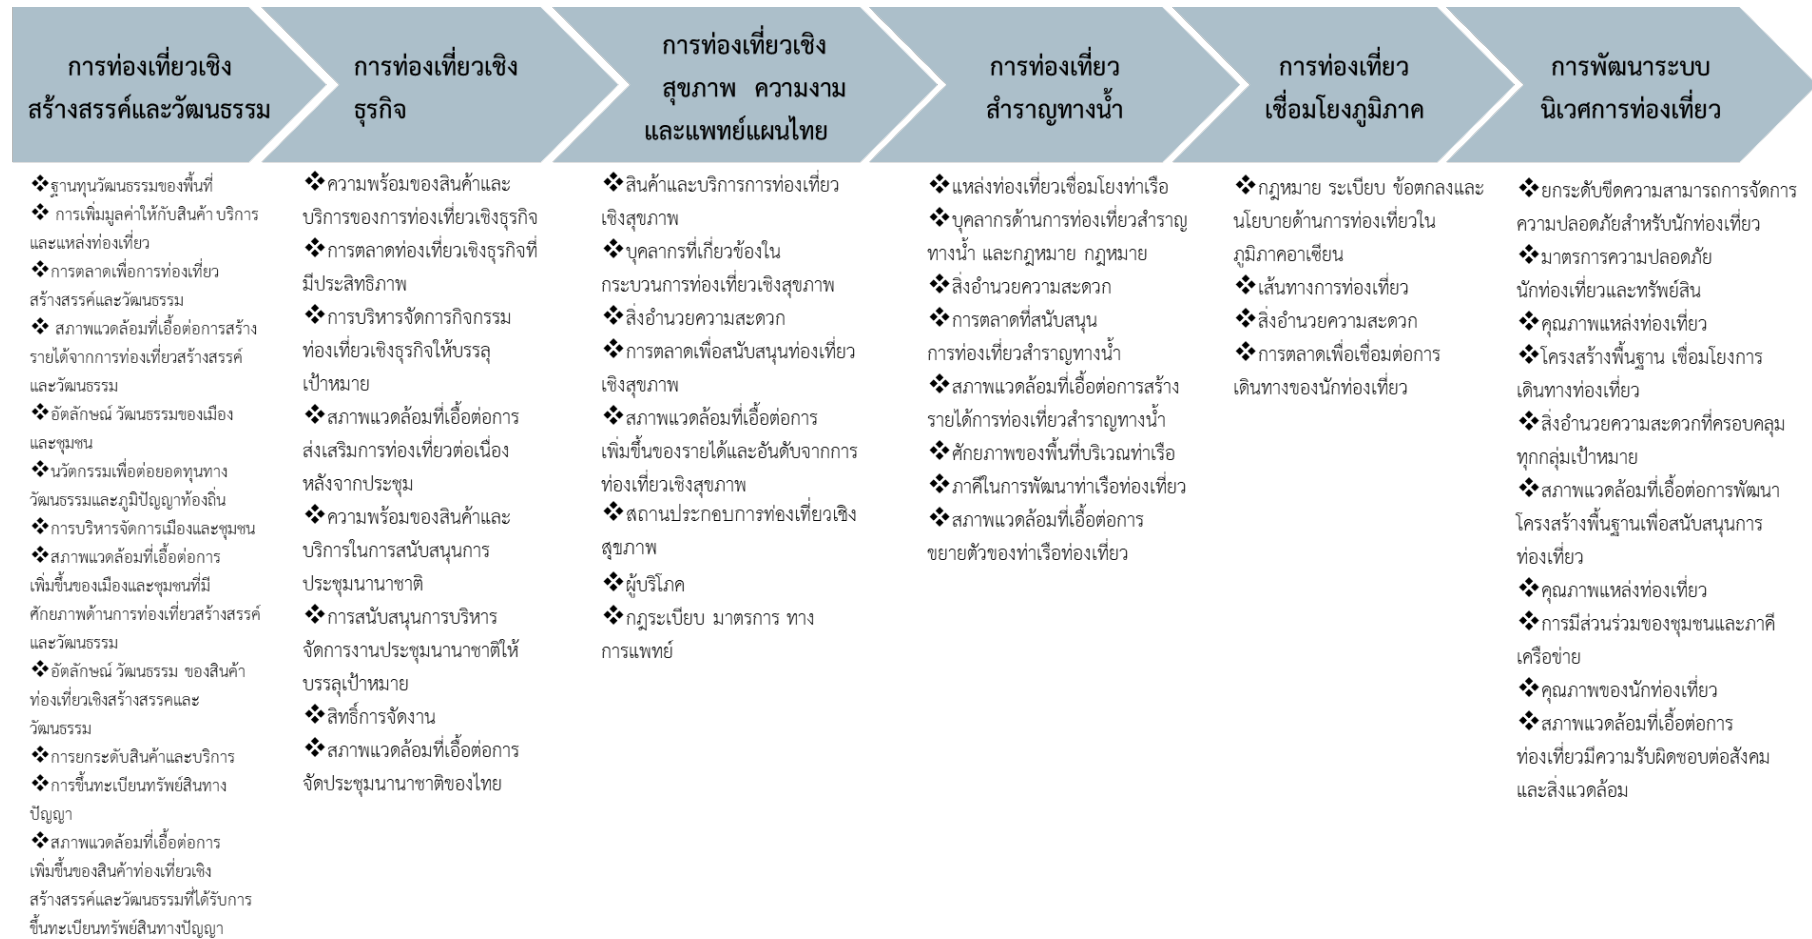 การท่องเที่ยวเชิง
สร้างสรรค์และวัฒนธรรม
❖ฐานทุนวัฒนธรรมของพื้นที่
❖ การเพิ่มมูลค่าให้กับสินค้า บริการ
และแหล่งท่องเที่ยว
❖การตลาดเพื่อการท่องเที่ยว
สร้างสรรค์และวัฒนธรรม
❖ สภาพแวดล้อมที่เอื้อต่อการสร้าง
รายได้จากการท่องเที่ยวสร้างสรรค์
และวัฒนธรรม
❖อัตลักษณ์ วัฒนธรรมของเมือง
และชุมชน
❖นวัตกรรมเพื่อต่อยอดทุนทาง
วัฒนธรรมและภูมิปัญญาท้องถิ่น
❖การบริหารจัดการเมืองและชุมชน
❖สภาพแวดล้อมที่เอื้อต่อการ
เพิ่มขึ้นของเมืองและชุมชนที่มี
ศักยภาพด้านการท่องเที่ยวสร้างสรรค์
และวัฒนธรรม
❖อัตลักษณ์ วัฒนธรรม ของสินค้า
ท่องเที่ยวเชิงสร้างสรรคและ
วัฒนธรรม
❖การยกระดับสินค้าและบริการ
❖การขึ้นทะเบียนทรัพย์สินทาง
ปัญญา
❖สภาพแวดล้อมที่เอื้อต่อการ
เพิ่มขึ้นของสินค้าท่องเที่ยวเชิง
สร้างสรรค์และวัฒนธรรมที่ได้รับการ
ขึ้นทะเบียนทรัพย์สินทางปัญญา
การท่องเที่ยวเชิง
ธุรกิจ
❖ความพร้อมของสินค้าและ
บริการของการท่องเที่ยวเชิงธุรกิจ
❖การตลาดท่องเที่ยวเชิงธุรกิจที่
มีประสิทธิภาพ
❖การบริหารจัดการกิจกรรม
ท่องเที่ยวเชิงธุรกิจให้บรรลุ
เป้าหมาย
❖สภาพแวดล้อมที่เอื้อต่อการ
ส่งเสริมการท่องเที่ยวต่อเนื่อง
หลังจากประชุม
❖ความพร้อมของสินค้าและ
บริการในการสนับสนุนการ
ประชุมนานาชาติ
❖การสนับสนุนการบริหาร
จัดการงานประชุมนานาชาติให้
บรรลุเป้าหมาย
❖สิทธิ์การจัดงาน
❖สภาพแวดล้อมที่เอื้อต่อการ
จัดประชุมนานาชาติของไทย
การท่องเที่ยวเชิง
สุขภาพ ความงาม
และแพทย์แผนไทย
❖สินค้าและบริการการท่องเที่ยว
เชิงสุขภาพ
❖บุคลากรที่เกี่ยวข้องใน
กระบวนการท่องเที่ยวเชิงสุขภาพ
❖สิ่งอำนวยความสะดวก
❖การตลาดเพื่อสนับสนุนท่องเที่ยว
เชิงสุขภาพ
❖สภาพแวดล้อมที่เอื้อต่อการ
เพิ่มขึ้นของรายได้และอันดับจากการ
ท่องเที่ยวเชิงสุขภาพ
❖สถานประกอบการท่องเที่ยวเชิง
สุขภาพ
❖ผู้บริโภค
❖กฎระเบียบ มาตรการ ทาง
การแพทย์
การท่องเที่ยว
สำราญทางน้ำ
❖แหล่งท่องเที่ยวเชื่อมโยงท่าเรือ
❖บุคลากรด้านการท่องเที่ยวสำราญ
ทางน้ำ และกฎหมาย กฎหมาย
❖สิ่งอำนวยความสะดวก
❖การตลาดที่สนับสนุน
การท่องเที่ยวสำราญทางน้ำ
❖สภาพแวดล้อมที่เอื้อต่อการสร้าง
รายได้การท่องเที่ยวสำราญทางน้ำ
❖ศักยภาพของพื้นที่บริเวณท่าเรือ
❖ภาคีในการพัฒนาท่าเรือท่องเที่ยว
❖สภาพแวดล้อมที่เอื้อต่อการ
ขยายตัวของท่าเรือท่องเที่ยว
การท่องเที่ยว
เชื่อมโยงภูมิภาค
❖กฎหมาย ระเบียบ ข้อตกลงและ
นโยบายด้านการท่องเที่ยวใน
ภูมิภาคอาเซียน
❖เส้นทางการท่องเที่ยว
❖สิ่งอำนวยความสะดวก
❖การตลาดเพื่อเชื่อมต่อการ
เดินทางของนักท่องเที่ยว
การพัฒนาระบบ
นิเวศการท่องเที่ยว
❖ยกระดับขีดความสามารถการจัดการ
ความปลอดภัยสำหรับนักท่องเที่ยว
❖มาตรการความปลอดภัย
นักท่องเที่ยวและทรัพย์สิน
❖คุณภาพแหล่งท่องเที่ยว
❖โครงสร้างพื้นฐาน เชื่อมโยงการ
เดินทางท่องเที่ยว
❖สิ่งอำนวยความสะดวกที่ครอบคลุม
ทุกกลุ่มเป้าหมาย
❖สภาพแวดล้อมที่เอื้อต่อการพัฒนา
โครงสร้างพื้นฐานเพื่อสนับสนุนการ
ท่องเที่ยว
❖คุณภาพแหล่งท่องเที่ยว
❖การมีส่วนร่วมของชุมชนและภาคี
เครือข่าย
❖คุณภาพของนักท่องเที่ยว
❖สภาพแวดล้อมที่เอื้อต่อการ
ท่องเที่ยวมีความรับผิดชอบต่อสังคม
และสิ่งแวดล้อม